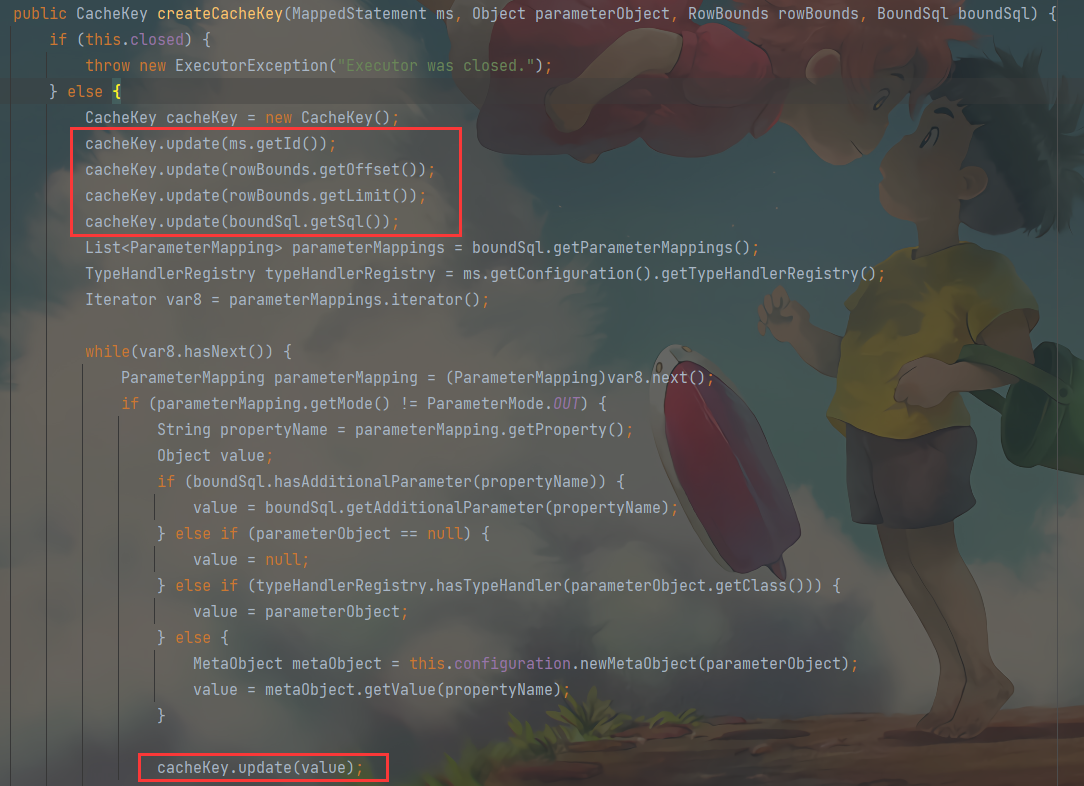 public CacheKey createCacheKey(MappedStatement ms, Object parameterObject, RowBounds rowBounds, BoundSql boundSql) {
    if (this.closed) {
        throw new ExecutorException("Executor was closed.");
    } else {
        CacheKey cacheKey = new CacheKey();
        cacheKey.update(ms.getId());
        cacheKey.update(rowBounds.getOffset());
        cacheKey.update(rowBounds.getLimit());
        cacheKey.update(boundSql.getSql());
        List<ParameterMapping> parameterMappings = boundSql.getParameterMappings();
        TypeHandlerRegistry typeHandlerRegistry = ms.getConfiguration().getTypeHandlerRegistry();
        Iterator var8 = parameterMappings.iterator();

        while(var8.hasNext()) {
            ParameterMapping parameterMapping = (ParameterMapping)var8.next();
            if (parameterMapping.getMode() != ParameterMode.OUT) {
                String propertyName = parameterMapping.getProperty();
                Object value;
                if (boundSql.hasAdditionalParameter(propertyName)) {
                    value = boundSql.getAdditionalParameter(propertyName);
                } else if (parameterObject == null) {
                    value = null;
                } else if (typeHandlerRegistry.hasTypeHandler(parameterObject.getClass())) {
                    value = parameterObject;
                } else {
                    MetaObject metaObject = this.configuration.newMetaObject(parameterObject);
                    value = metaObject.getValue(propertyName);
                }

                cacheKey.update(value);